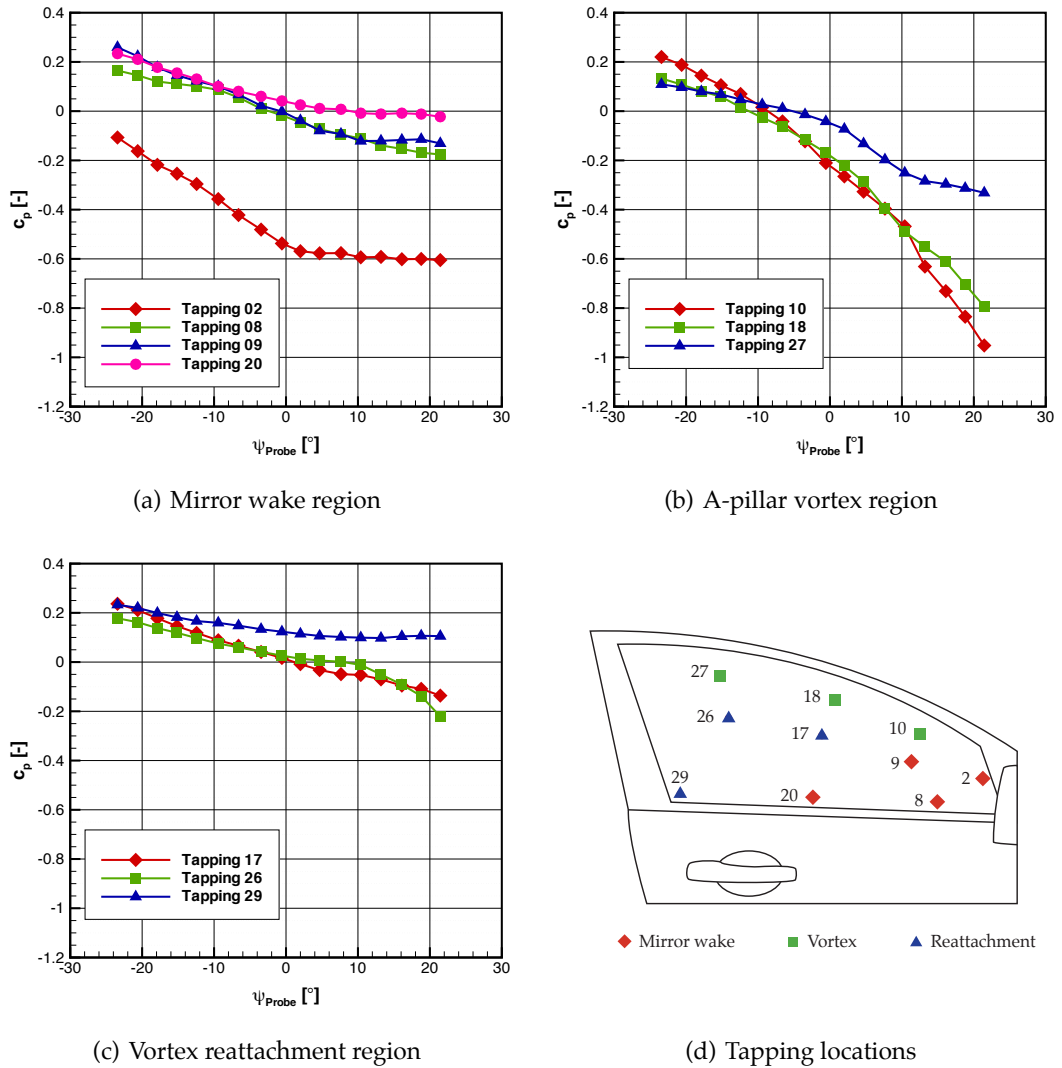 0.4
0.2
0
-0.2
-0.4
-0.6
-0.8
-1
-1.2
cp [-]
-30 -20 -10 0 10 20 30
ψProbe [°]
Tapping 02
Tapping 08
Tapping 09
Tapping 20
(a) Mirror wake region
0.4
0.2
0
-0.2
-0.4
-0.6
-0.8
-1
-1.2
cp [-]
-30 -20 -10 0 10 20 30
ψProbe [°]
Tapping 10
Tapping 18
Tapping 27
(b) A-pillar vortex region
0.4
0.2
0
-0.2
-0.4
-0.6
-0.8
-1
-1.2
cp [-]
-30 -20 -10 0 10 20 30
ψProbe [°]
Tapping 17
Tapping 26
Tapping 29
(c) Vortex reattachment region
27
18
26
17
10
9
2
29
20
8
Mirror wake Vortex Reattachment
(d) Tapping locations